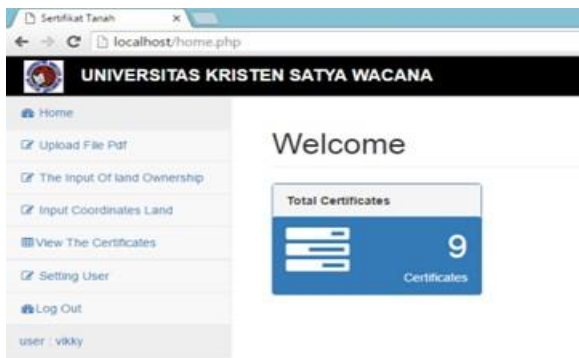 Sertifikat Tanah
localhost/home.php
UNIVERSITAS KRISTEN SATYA WACANA
Home
Upload File Pdf
The Input Of land Ownership
Input Coordinates Land
View The Certificates
Setting User
Log Out
user : vikky
Welcome
Total Certificates
9
Certificates